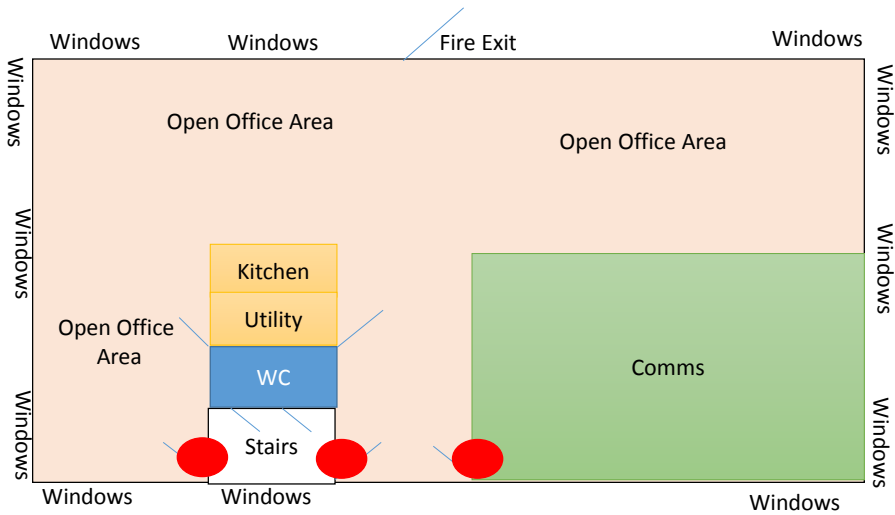 Windows
Windows
Fire Exit
Windows
Windows
Windows
Open Office Area
Open Office Area
Windows
Windows
Kitchen
Utility
Open Office
Area
WC
Comms
Windows
Windows
Stairs
Windows
Windows
Windows